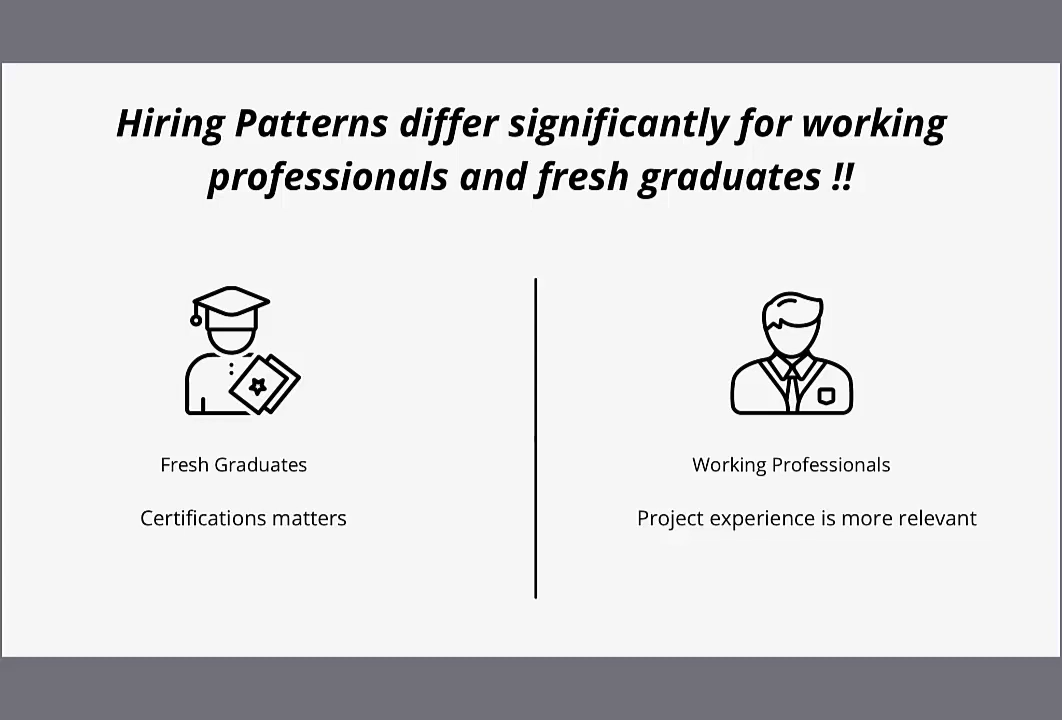 Hiring Patterns differ significantly for working
professionals and fresh graduates !!
Fresh Graduates
Certifications matters
Working Professionals
Project experience is more relevant